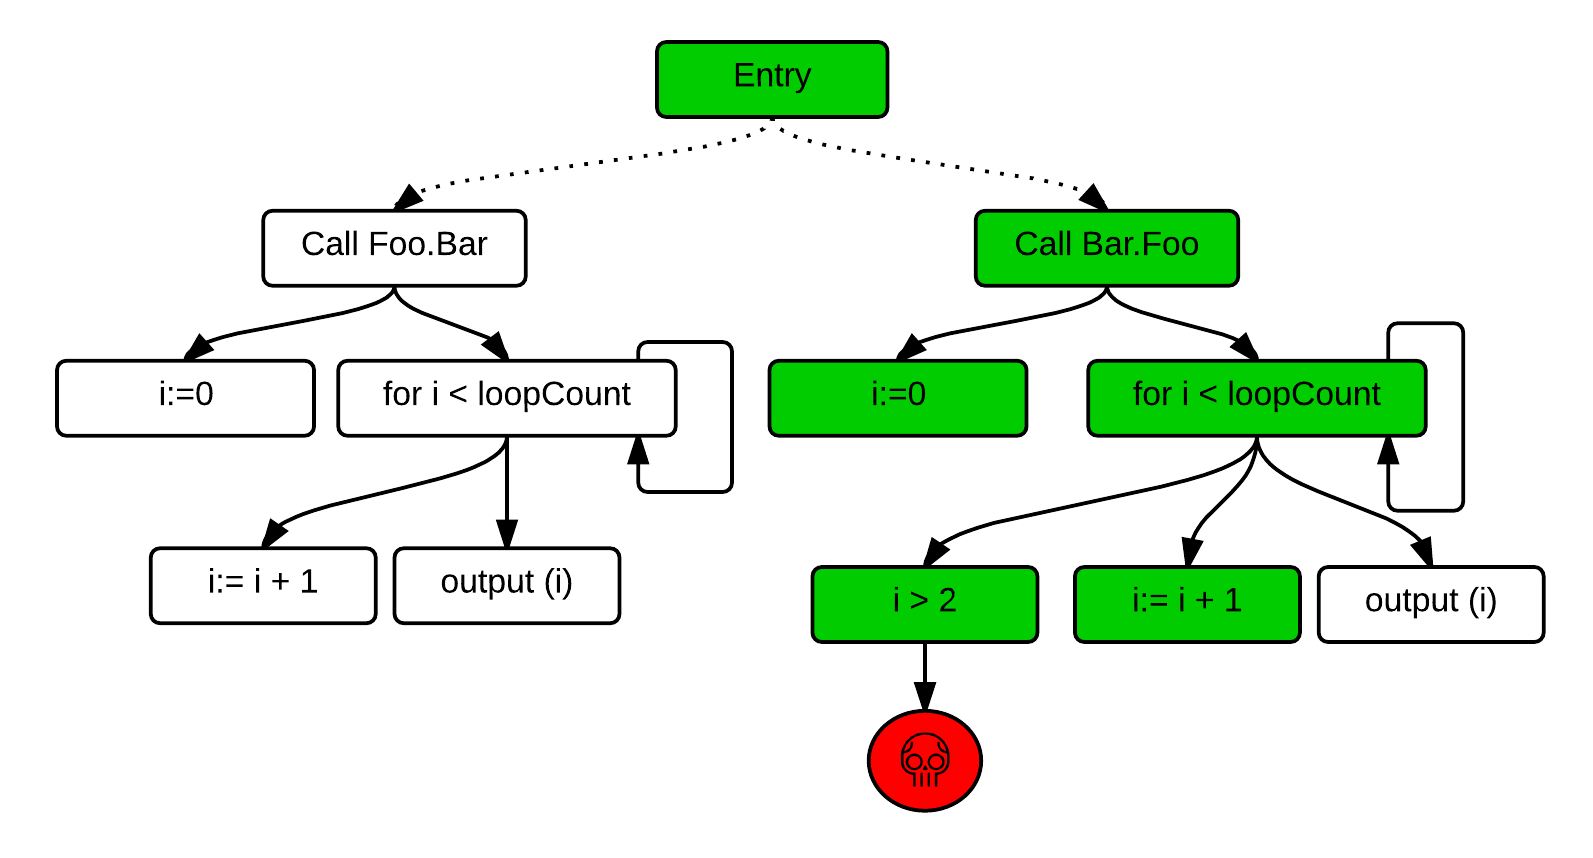 Entry
Call Foo.Bar
Call Bar.Foo
i:=0
for i < loopCount
i:=0
for i < loopCount
i:= i + 1
output (i)
i > 2
i:= i + 1
output (i)